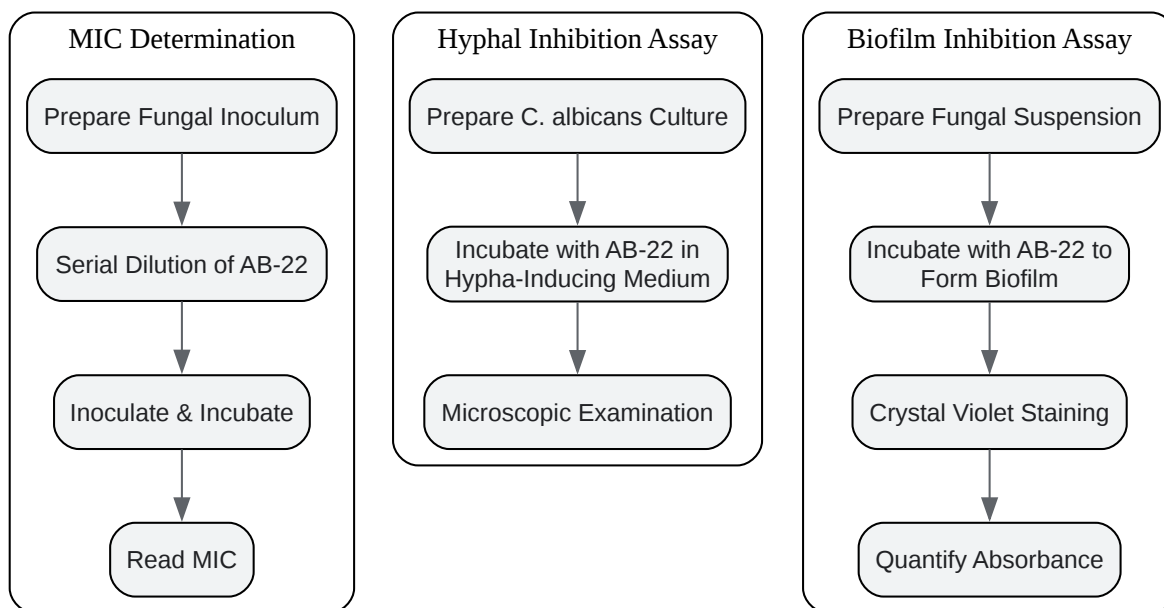 MIC Determination
Prepare Fungal Inoculum
Serial Dilution of AB-22
Inoculate & Incubate
Read MIC
Hyphal Inhibition Assay
Prepare C. albicans Culture
Incubate with AB-22 in
Hypha-Inducing Medium
Microscopic Examination
Biofilm Inhibition Assay
Prepare Fungal Suspension
Incubate with AB-22 to
Form Biofilm
Crystal Violet Staining
Quantify Absorbance